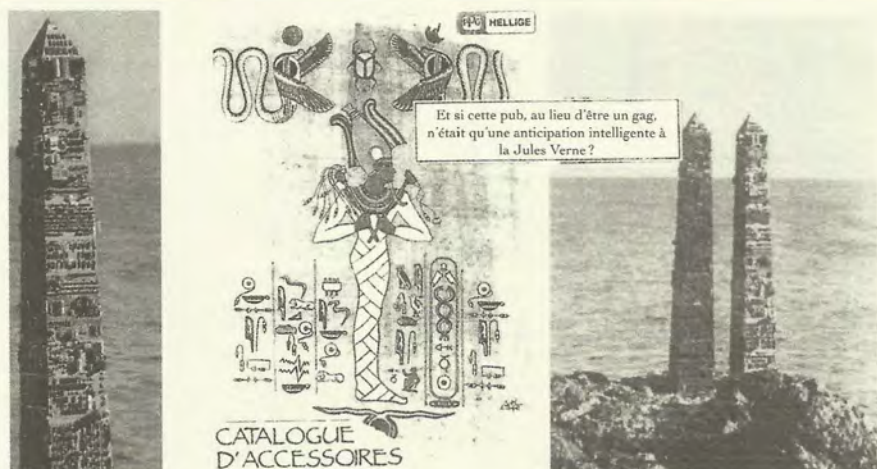 PPG HELLIGE
Et si cette pub, au lieu d'être un gag,
n'était qu'une anticipation intelligente à
la Jules Verne ?
CATALOGUE
D'ACCESSOIRES